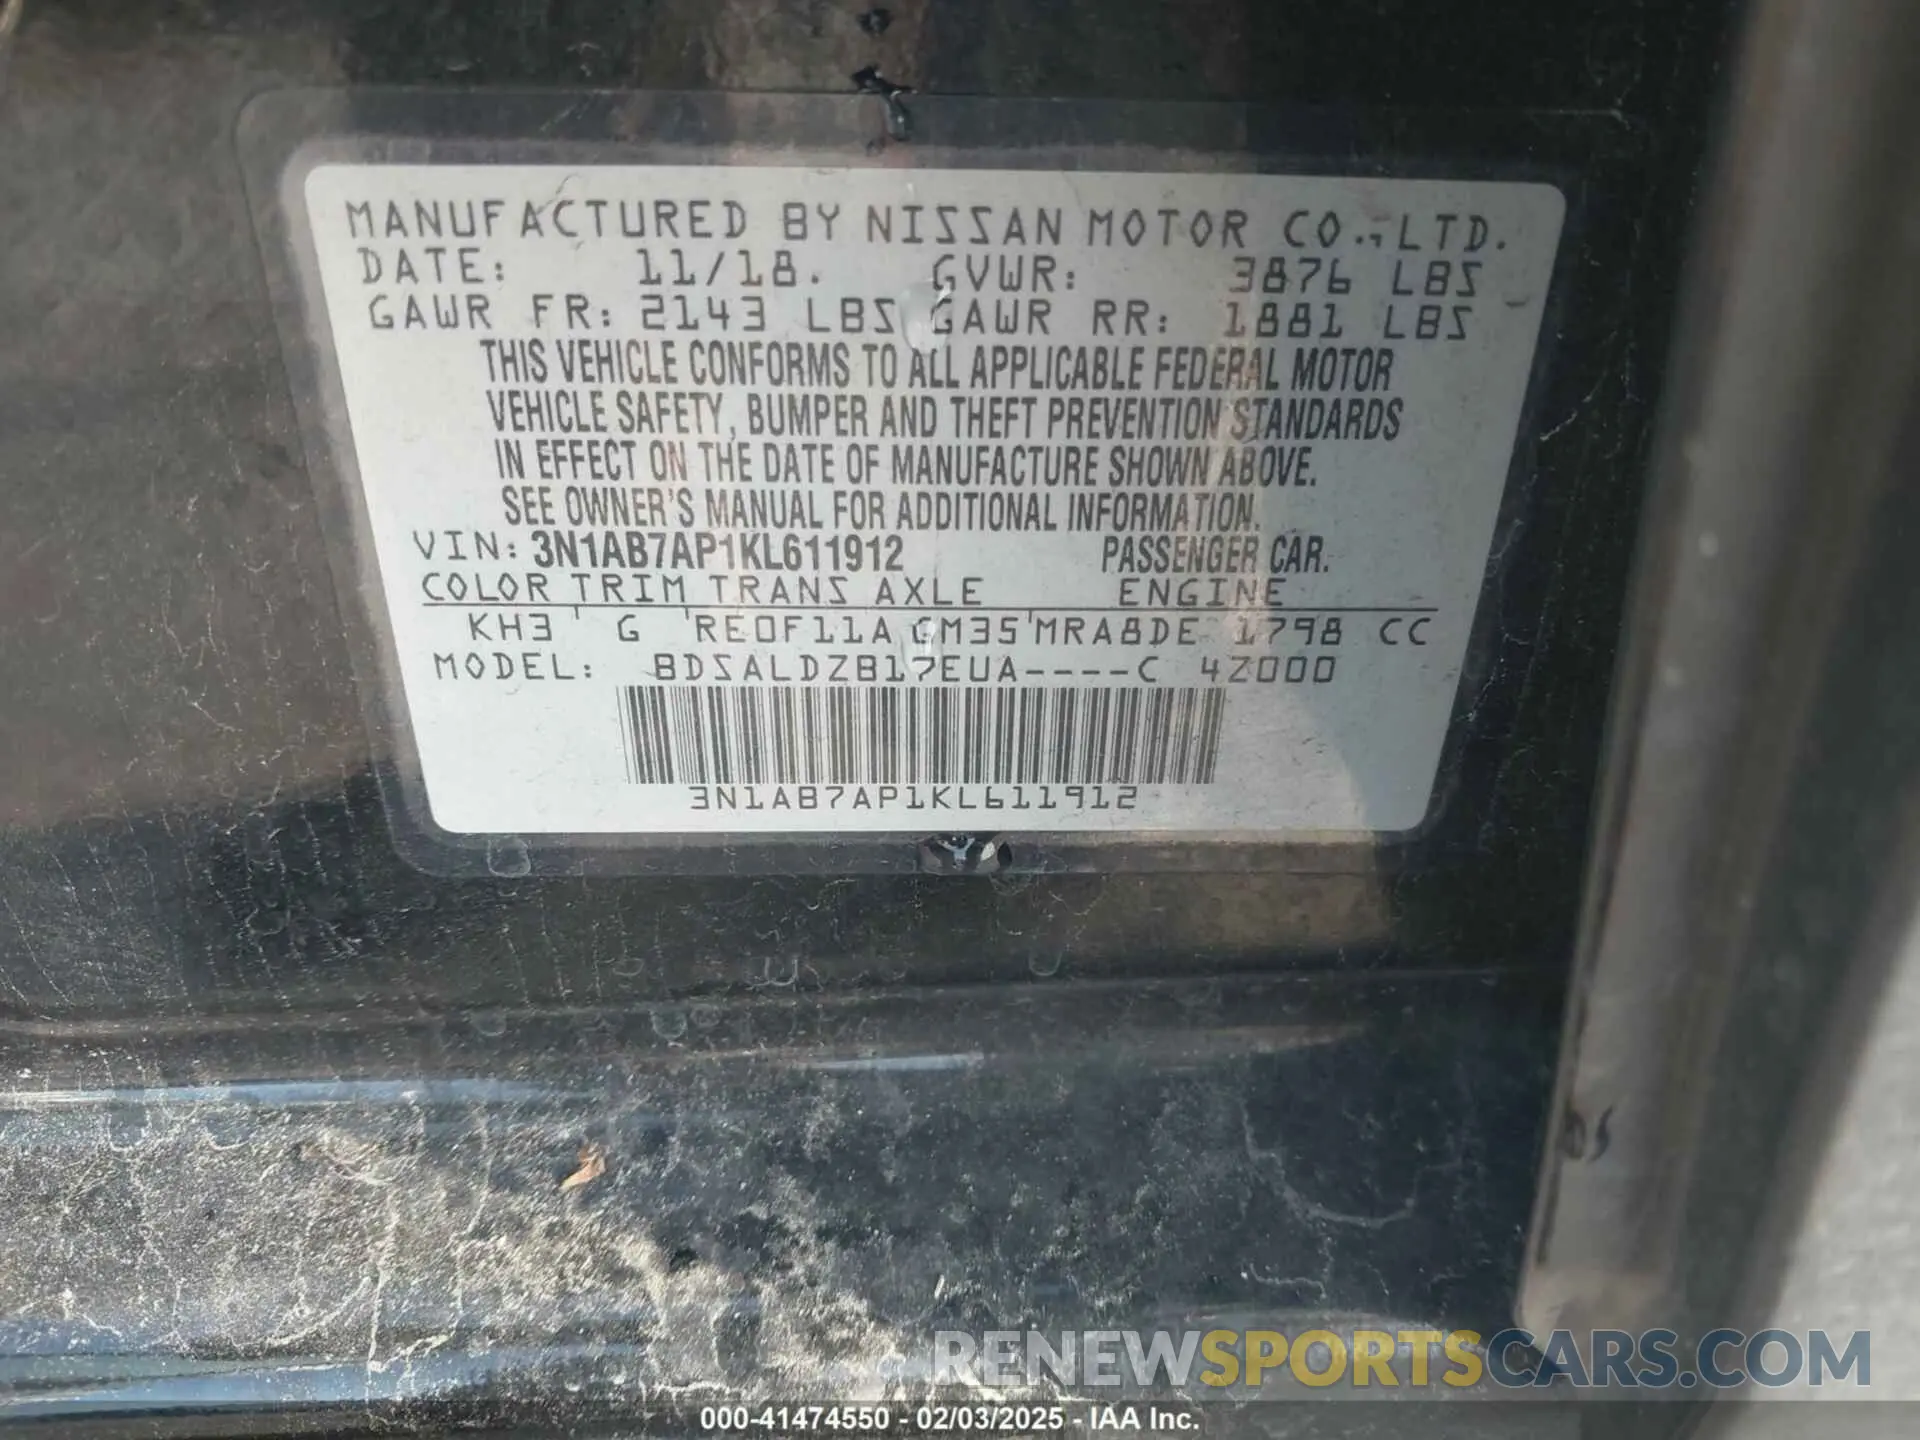 MANUFACTURED BY NISSAN MOTOR CO., LTD.
DATE: 11/18. GVWR: 3876 LBS
GAWR FR: 2143 LBS GAWR RR: 1881 LBS
THIS VEHICLE CONFORMS TO ALL APPLICABLE FEDERAL MOTOR
VEHICLE SAFETY, BUMPER AND THEFT PREVENTION STANDARDS
IN EFFECT ON THE DATE OF MANUFACTURE SHOWN ABOVE.
SEE OWNER'S MANUAL FOR ADDITIONAL INFORMATION.
VIN: 3N1AB7AP1KL611912 PASSENGER CAR.
COLOR TRIM TRANS AXLE ENGINE
KH3 G RE0F11A GM35 MRA8DE 1798 CC
MODEL: BDSALDZB17EUA----C 4Z000
3N1AB7AP1KL611912
RENEWSPORTSCARS.COM
000-41474550 - 02/03/2025 - IAA Inc.